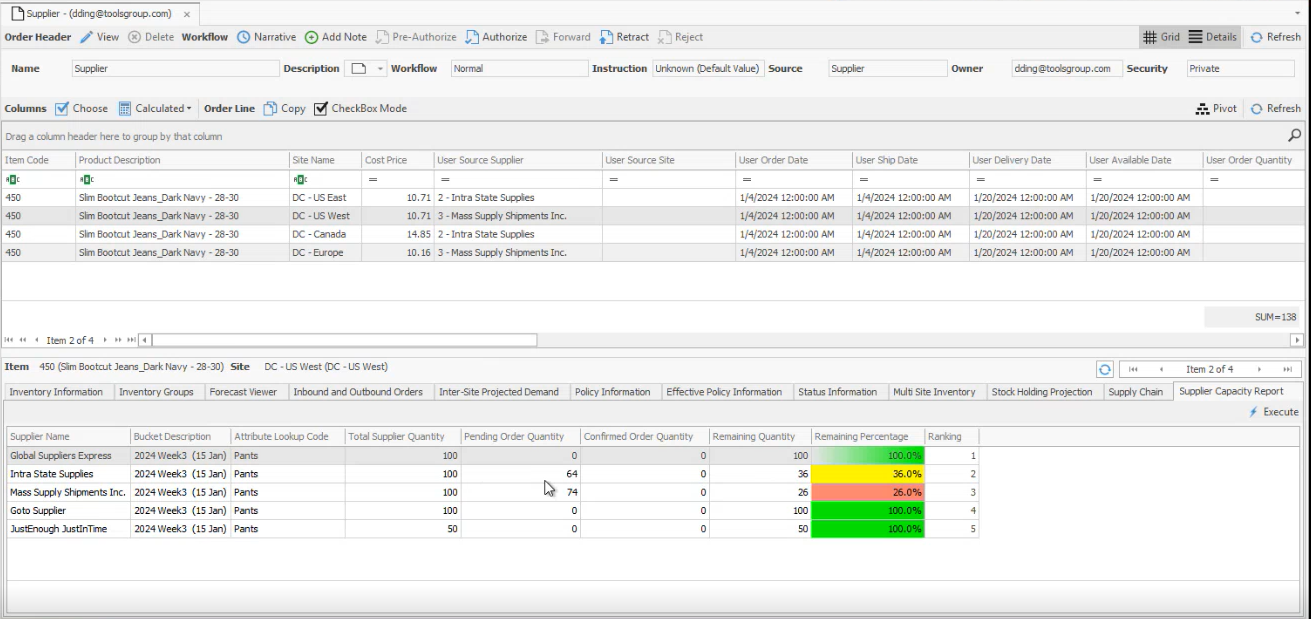 Supplier - (dding@toolsgroup.com) ×
Order Header View Delete Workflow Narrative Add Note Pre-Authorize Authorize Forward Retract Reject Grid Details Refresh
Name Supplier Description Workflow Normal Instruction Unknown (Default Value) Source Supplier Owner dding@toolsgroup.com Security Private
Columns Choose Calculated Order Line Copy CheckBox Mode Pivot Refresh
Drag a column header here to group by that column
Item Code Product Description Site Name Cost Price User Source Supplier User Source Site User Order Date User Ship Date User Delivery Date User Available Date User Order Quantity
ABC ABC ABC = = = = = = = =
450 Slim Bootcut Jeans_Dark Navy - 28-30 DC - US East 10.71 2 - Intra State Supplies 1/4/2024 12:00:00 AM 1/4/2024 12:00:00 AM 1/20/2024 12:00:00 AM 1/20/2024 12:00:00 AM
450 Slim Bootcut Jeans_Dark Navy - 28-30 DC - US West 10.71 3 - Mass Supply Shipments Inc. 1/4/2024 12:00:00 AM 1/4/2024 12:00:00 AM 1/20/2024 12:00:00 AM 1/20/2024 12:00:00 AM
450 Slim Bootcut Jeans_Dark Navy - 28-30 DC - Canada 14.85 2 - Intra State Supplies 1/4/2024 12:00:00 AM 1/4/2024 12:00:00 AM 1/20/2024 12:00:00 AM 1/20/2024 12:00:00 AM
450 Slim Bootcut Jeans_Dark Navy - 28-30 DC - Europe 10.16 3 - Mass Supply Shipments Inc. 1/4/2024 12:00:00 AM 1/4/2024 12:00:00 AM 1/20/2024 12:00:00 AM 1/20/2024 12:00:00 AM
SUM=138
Item 2 of 4
Item 450 (Slim Bootcut Jeans_Dark Navy - 28-30) Site DC - US West (DC - US West) Item 2 of 4
Inventory Information Inventory Groups Forecast Viewer Inbound and Outbound Orders Inter-Site Projected Demand Policy Information Effective Policy Information Status Information Multi Site Inventory Stock Holding Projection Supply Chain Supplier Capacity Report
Execute
Supplier Name Bucket Description Attribute Lookup Code Total Supplier Quantity Pending Order Quantity Confirmed Order Quantity Remaining Quantity Remaining Percentage Ranking
Global Suppliers Express 2024 Week3 (15 Jan) Pants 100 0 0 100 100.0% 1
Intra State Supplies 2024 Week3 (15 Jan) Pants 100 64 0 36 36.0% 2
Mass Supply Shipments Inc. 2024 Week3 (15 Jan) Pants 100 74 0 26 26.0% 3
Goto Supplier 2024 Week3 (15 Jan) Pants 100 0 0 100 100.0% 4
JustEnough JustInTime 2024 Week3 (15 Jan) Pants 50 0 0 50 100.0% 5